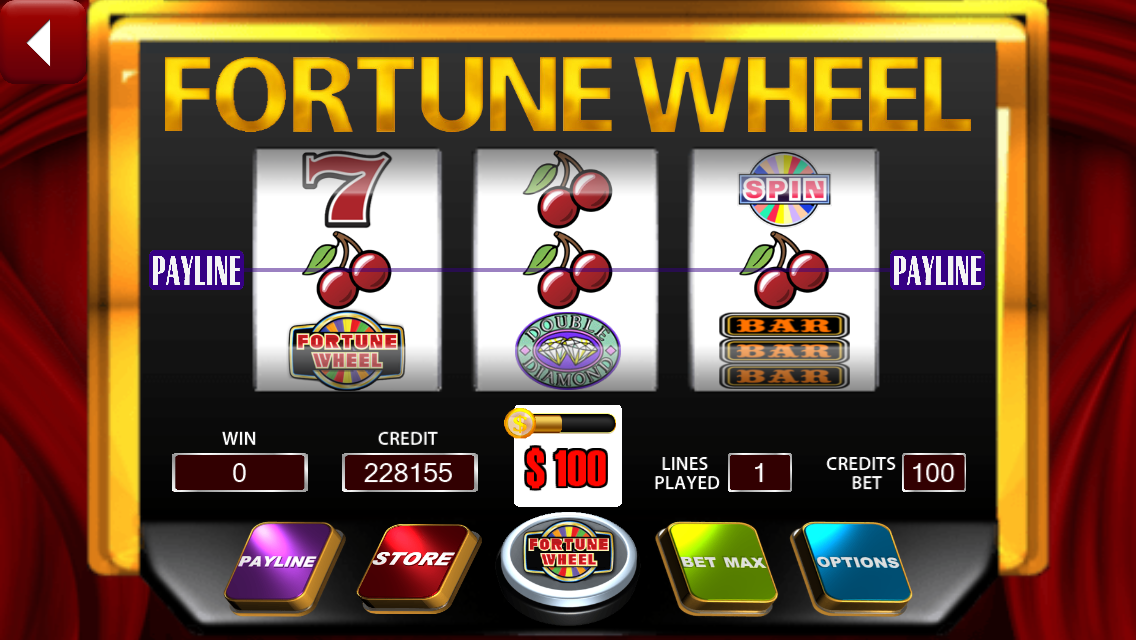 FORTUNE WHEEL
SPIN
PAYLINE
PAYLINE
FORTUNE
WHEEL
DOUBLE
DIAMOND
BAR
BAR
BAR
WIN
0
CREDIT
228155
$
$ 100
LINES
PLAYED
1
CREDITS
BET
100
PAYLINE
STORE
FORTUNE
WHEEL
BET MAX
OPTIONS